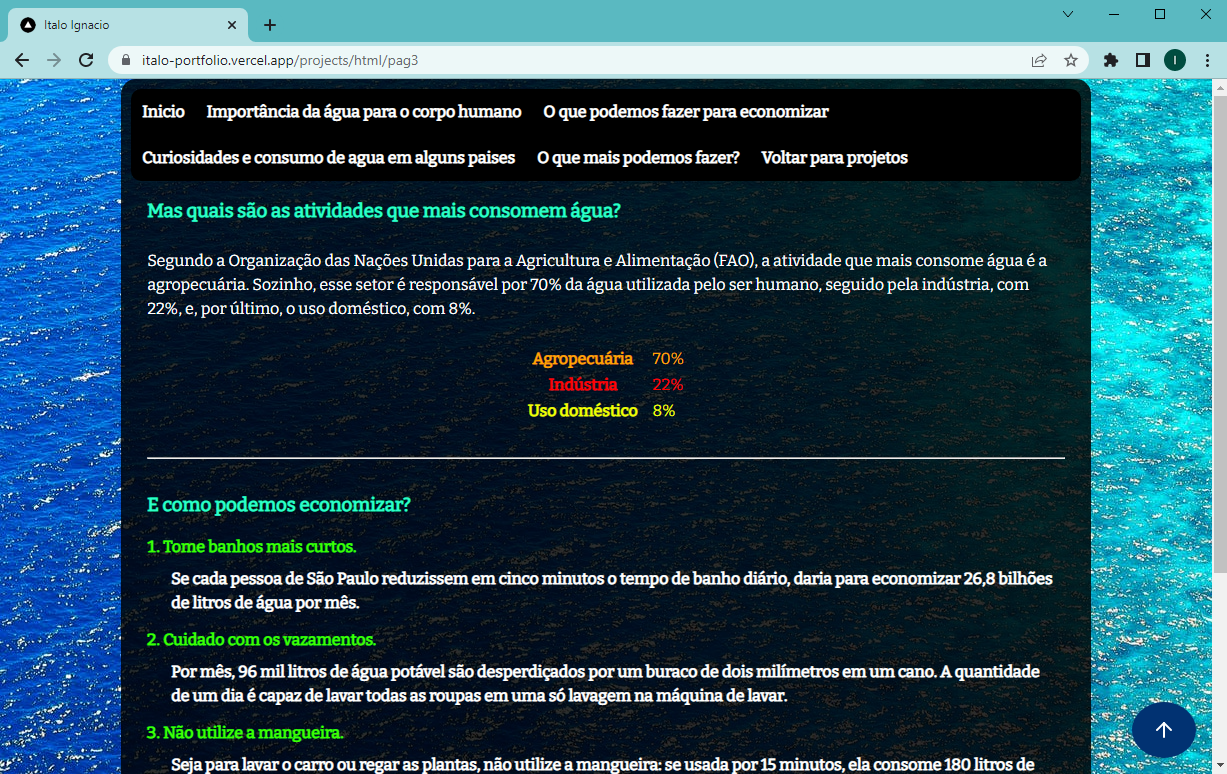 Italo Ignacio
italo-portfolio.vercel.app/projects/html/pag3
I
Inicio Importância da água para o corpo humano O que podemos fazer para economizar
Curiosidades e consumo de agua em alguns paises O que mais podemos fazer? Voltar para projetos
Mas quais são as atividades que mais consomem água?
Segundo a Organização das Nações Unidas para a Agricultura e Alimentação (FAO), a atividade que mais consome água é a
agropecuária. Sozinho, esse setor é responsável por 70% da água utilizada pelo ser humano, seguido pela indústria, com
22%, e, por último, o uso doméstico, com 8%.
Agropecuária 70%
Indústria 22%
Uso doméstico 8%
E como podemos economizar?
1. Tome banhos mais curtos.
Se cada pessoa de São Paulo reduzissem em cinco minutos o tempo de banho diário, daria para economizar 26,8 bilhões
de litros de água por mês.
2. Cuidado com os vazamentos.
Por mês, 96 mil litros de água potável são desperdiçados por um buraco de dois milímetros em um cano. A quantidade
de um dia é capaz de lavar todas as roupas em uma só lavagem na máquina de lavar.
3. Não utilize a mangueira.
Seja para lavar o carro ou regar as plantas, não utilize a mangueira: se usada por 15 minutos, ela consome 180 litros de